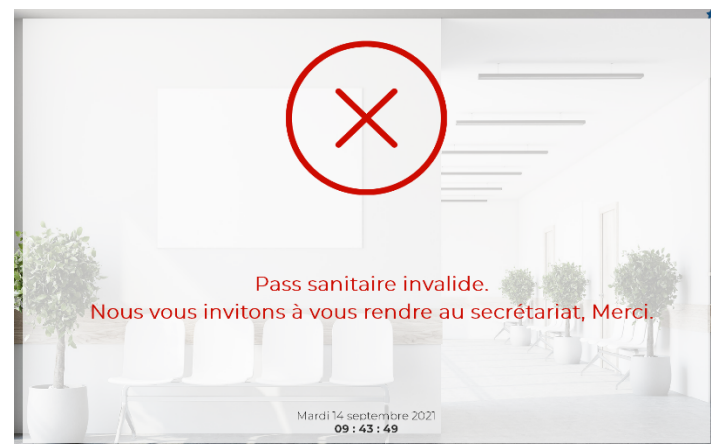 Pass sanitaire invalide.
Nous vous invitons à vous rendre au secrétariat, Merci.
Mardi 14 septembre 2021
09 : 43 : 49